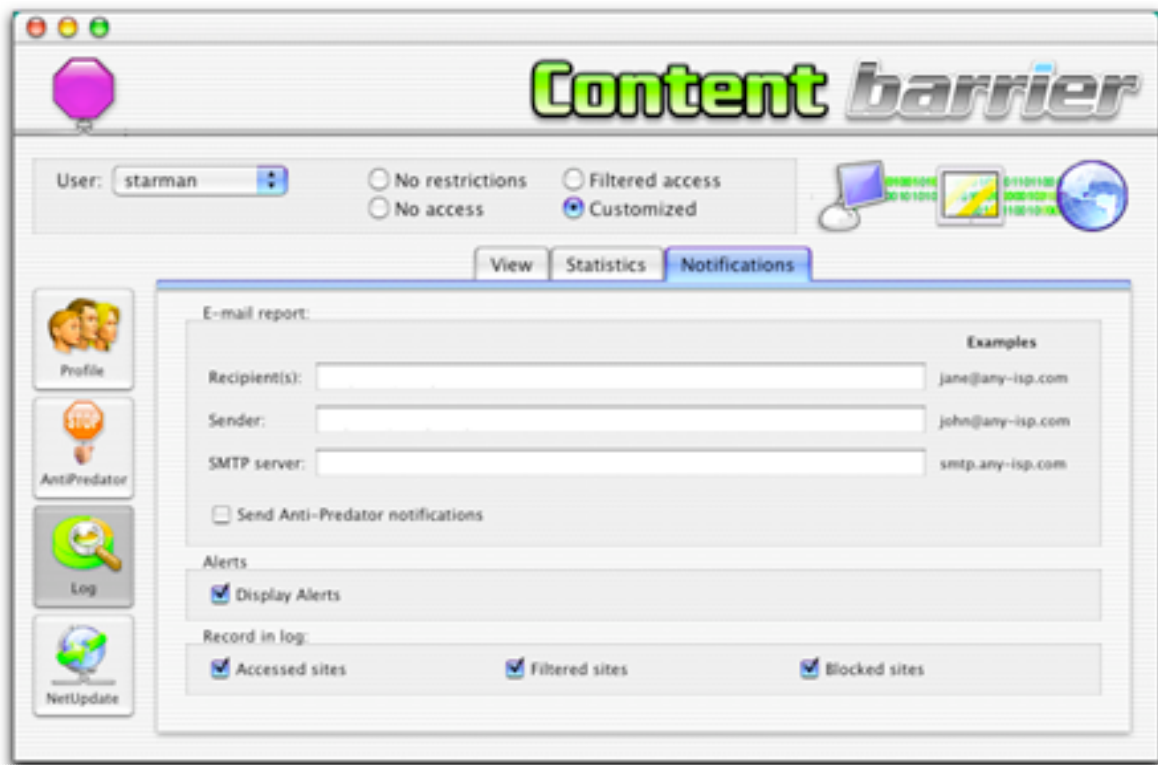 Content barrier
User: starman
No restrictions
Filtered access
No access
Customized
View Statistics Notifications
Profile
STOP
AntiPredator
Log
NetUpdate
E-mail report:
Examples
Recipient(s): jane@any-isp.com
Sender: john@any-isp.com
SMTP server: smtp.any-isp.com
Send Anti-Predator notifications
Alerts
Display Alerts
Record in log:
Accessed sites Filtered sites Blocked sites